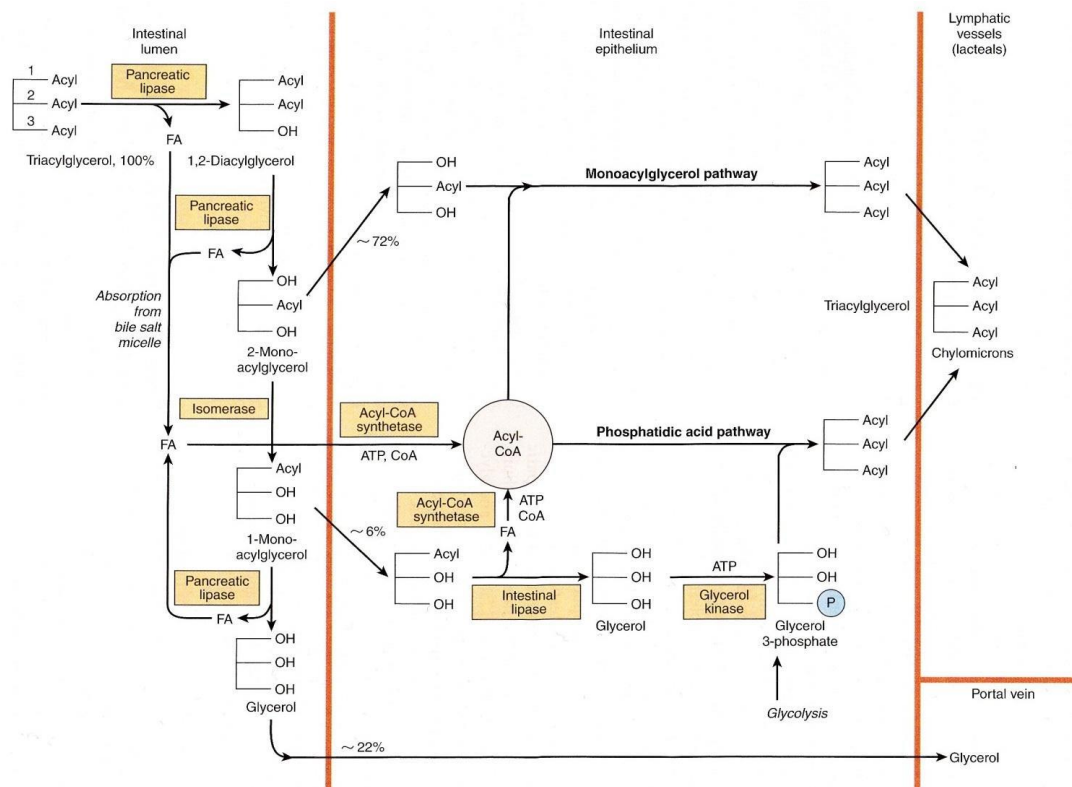 Intestinal
lumen
Intestinal
epithelium
Lymphatic
vessels
(lacteals)
1
Acyl
2
Acyl
3
Acyl
Pancreatic
lipase
Acyl
Acyl
OH
FA
Triacylglycerol, 100%
1,2-Diacylglycerol
Pancreatic
lipase
FA
OH
Acyl
OH
~72%
Monoacylglycerol pathway
Acyl
Acyl
Acyl
Absorption
from
bile salt
micelle
OH
Acyl
OH
2-Mono-
acylglycerol
Triacylglycerol
Acyl
Acyl
Acyl
Chylomicrons
Isomerase
FA
Acyl-CoA
synthetase
ATP, CoA
Acyl-
CoA
Phosphatidic acid pathway
Acyl
Acyl
Acyl
Acyl
OH
OH
1-Mono-
acylglycerol
~6%
Acyl-CoA
synthetase
ATP
CoA
FA
Pancreatic
lipase
FA
Acyl
OH
OH
Intestinal
lipase
OH
OH
OH
Glycerol
ATP
Glycerol
kinase
OH
OH
P
Glycerol
3-phosphate
Glycolysis
OH
OH
OH
Glycerol
~22%
Portal vein
Glycerol